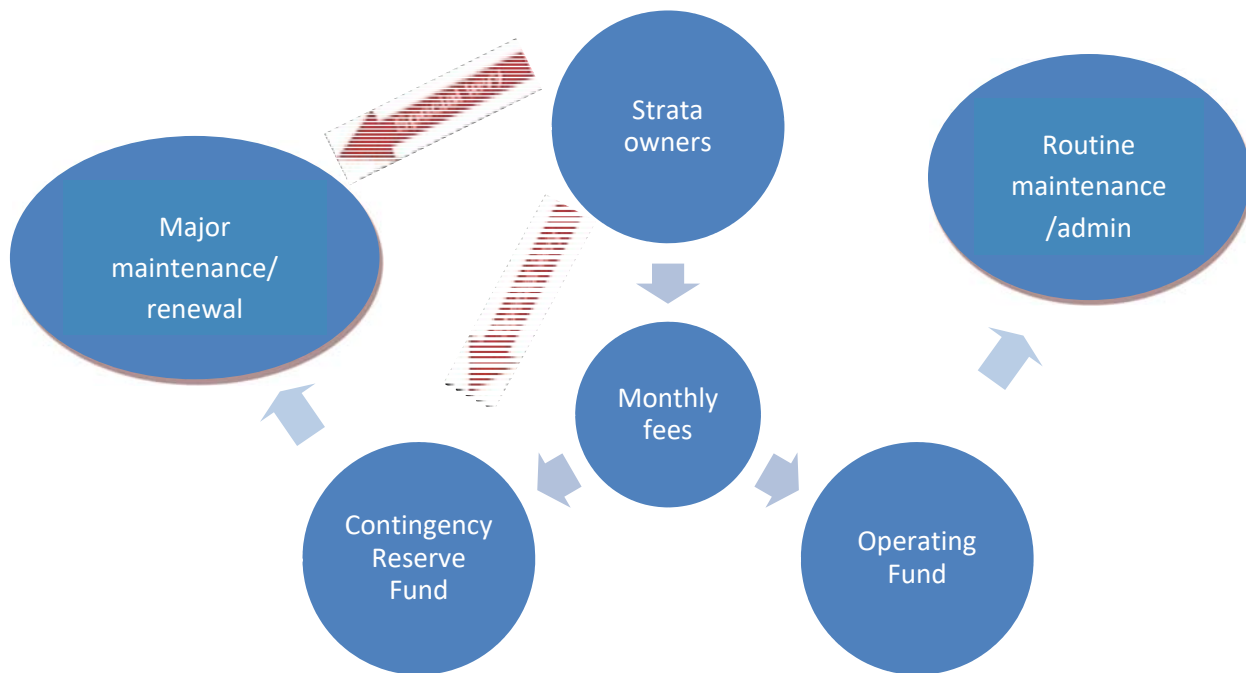 Strata
owners
Routine
maintenance
/admin
Major
maintenance/
renewal
Monthly
fees
Contingency
Reserve
Fund
Operating
Fund